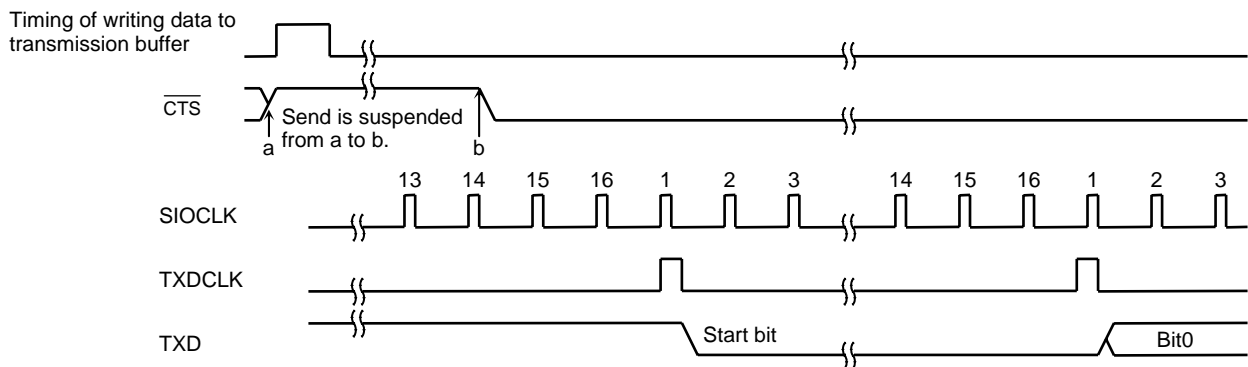 Timing of writing data to
transmission buffer
CTS
Send is suspended
from a to b.
a
b
13 14 15 16 1 2 3 14 15 16 1 2 3
SIOCLK
TXDCLK
TXD
Start bit
Bit0